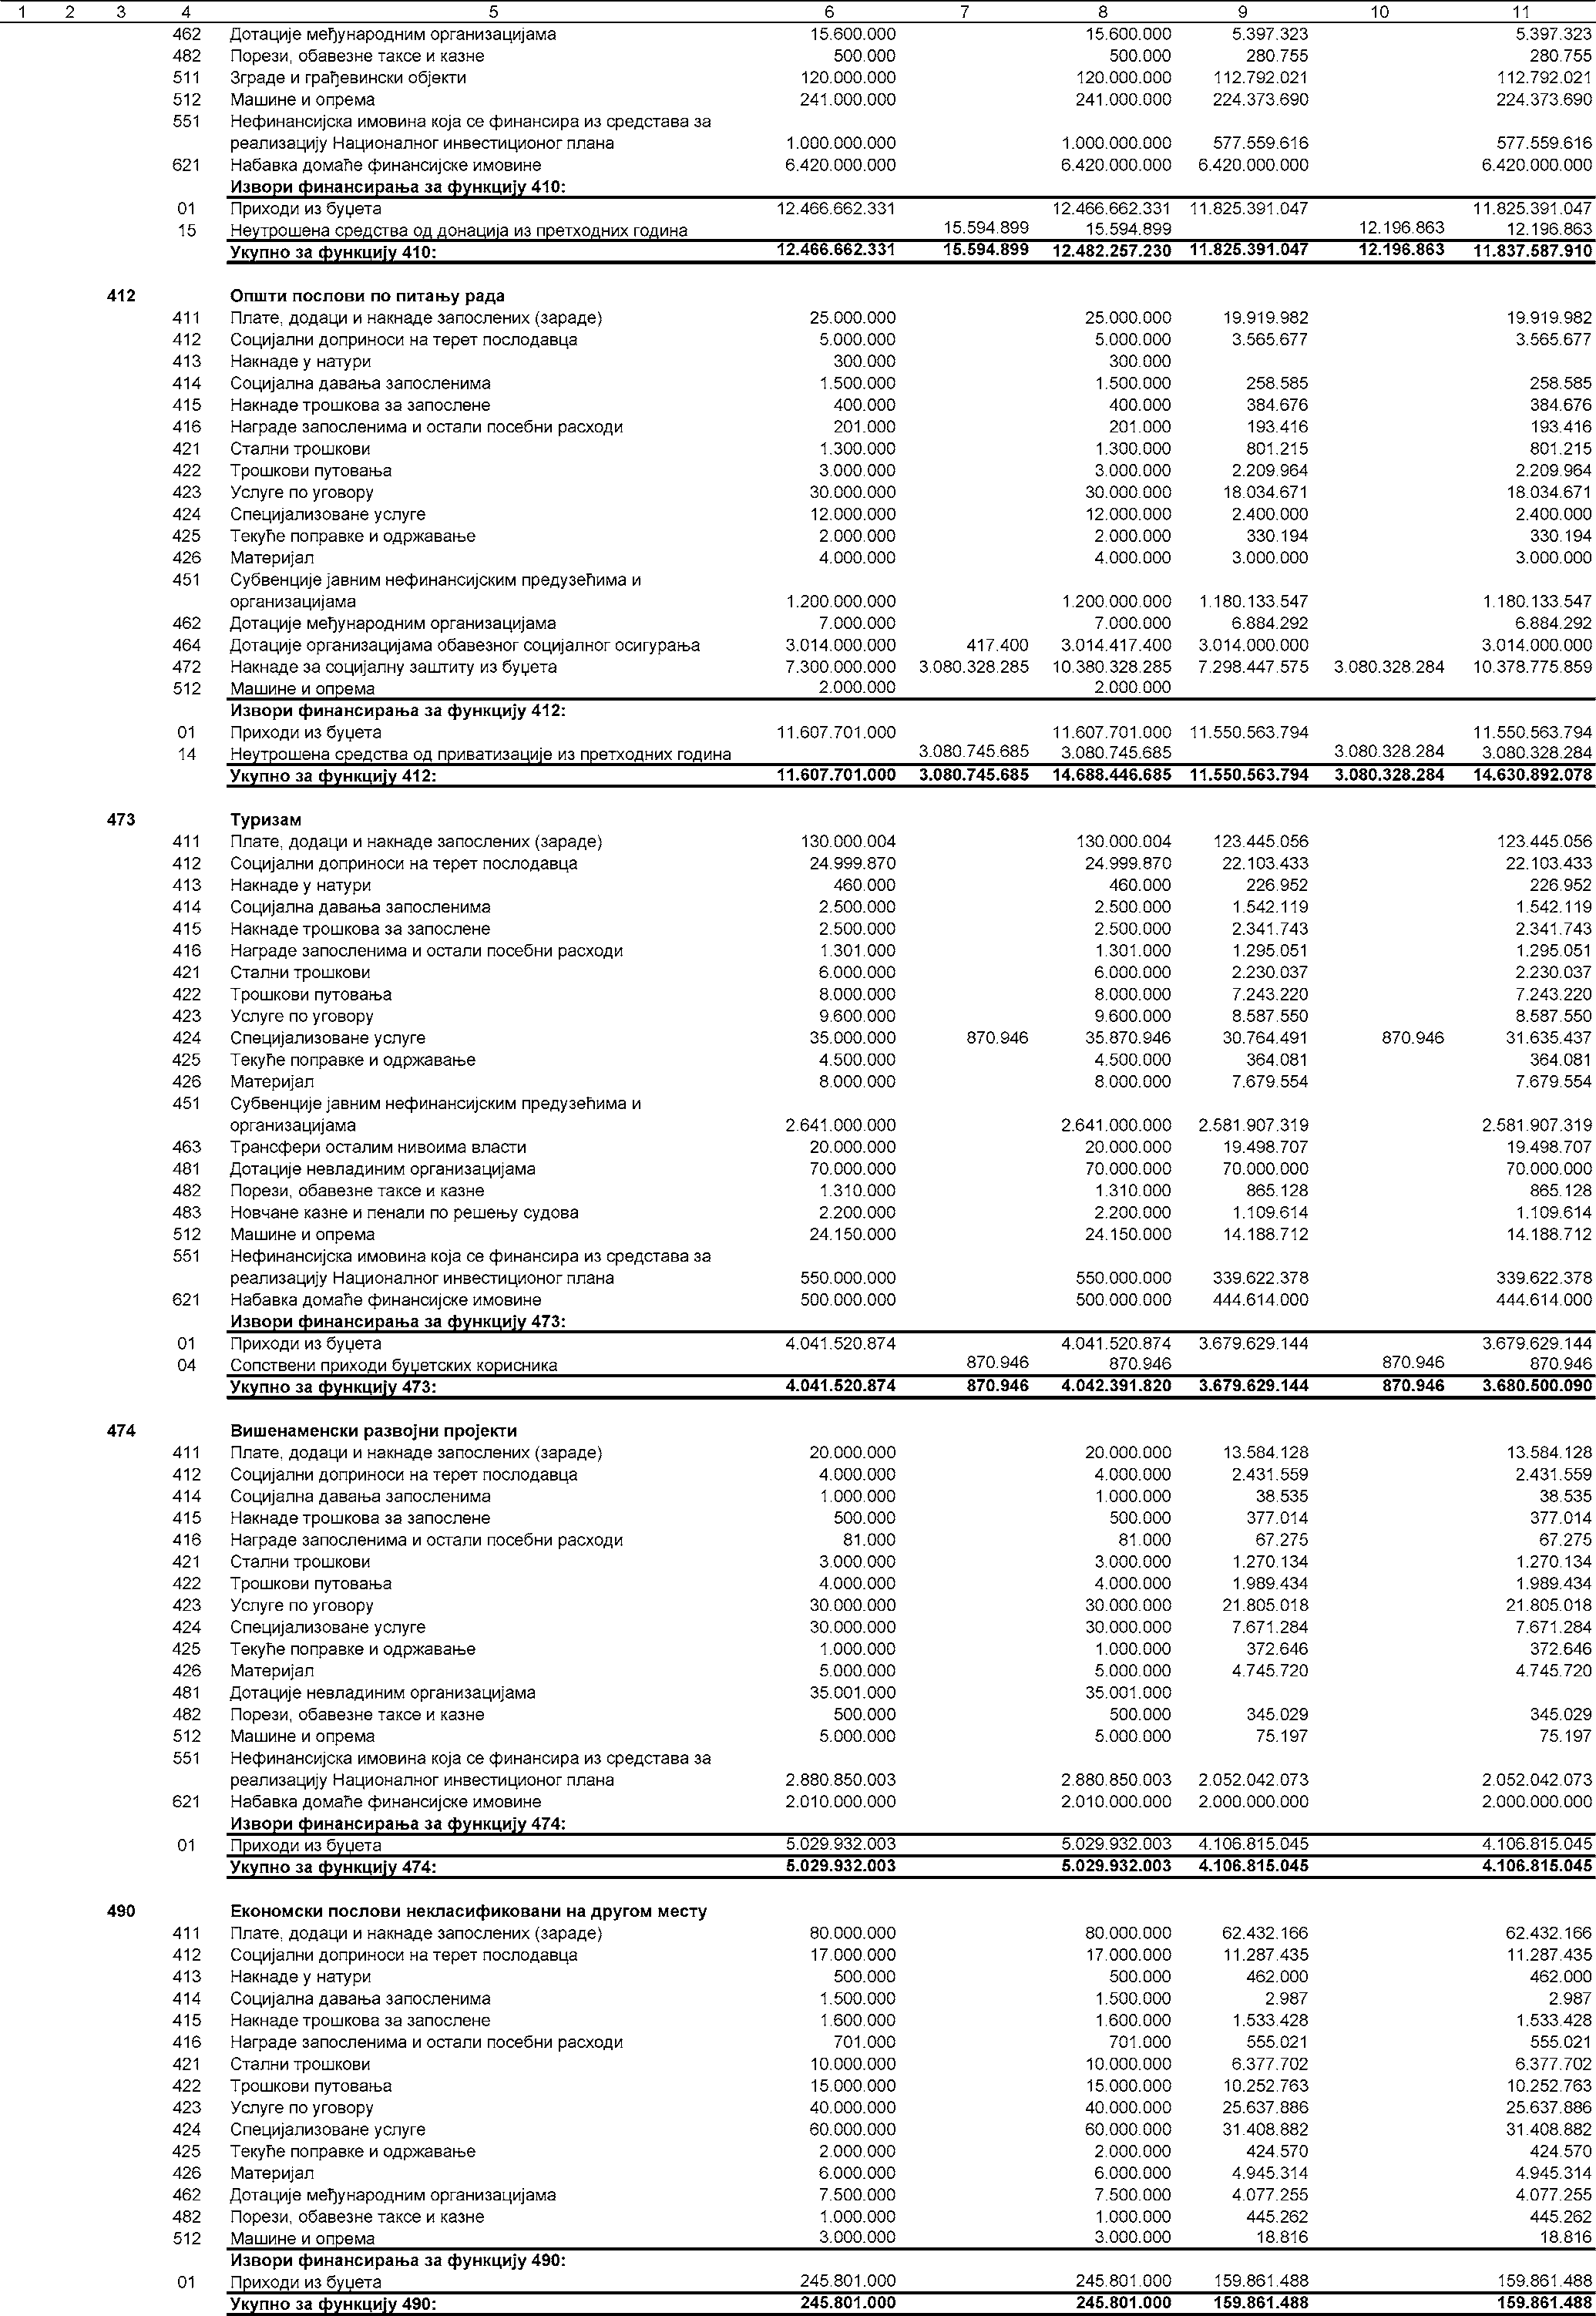 1 2 3 4 5 6 7 8 9 10 11
462 Дотације међународним организацијама 15.600.000 15.600.000 5.397.323 5.397.323
482 Порези, обавезне таксе и казне 500.000 500.000 280.755 280.755
511 Зграде и грађевински објекти 120.000.000 120.000.000 112.792.021 112.792.021
512 Машине и опрема 241.000.000 241.000.000 224.373.690 224.373.690
551 Нефинансијска имовина која се финансира из средстава за
реализацију Националног инвестиционог плана 1.000.000.000 1.000.000.000 577.559.616 577.559.616
621 Набавка домаће финансијске имовине 6.420.000.000 6.420.000.000 6.420.000.000 6.420.000.000
Извори финансирања за функцију 410:
01 Приходи из буџета 12.466.662.331 12.466.662.331 11.825.391.047 11.825.391.047
15 Неутрошена средства од донација из претходних година 15.594.899 15.594.899 12.196.863 12.196.863
Укупно за функцију 410: 12.466.662.331 15.594.899 12.482.257.230 11.825.391.047 12.196.863 11.837.587.910
412 Општи послови по питању рада
411 Плате, додаци и накнаде запослених (зараде) 25.000.000 25.000.000 19.919.982 19.919.982
412 Социјални доприноси на терет послодавца 5.000.000 5.000.000 3.565.677 3.565.677
413 Накнаде у натури 300.000 300.000
414 Социјална давања запосленима 1.500.000 1.500.000 258.585 258.585
415 Накнаде трошкова за запослене 400.000 400.000 384.676 384.676
416 Награде запосленима и остали посебни расходи 201.000 201.000 193.416 193.416
421 Стални трошкови 1.300.000 1.300.000 801.215 801.215
422 Трошкови путовања 3.000.000 3.000.000 2.209.964 2.209.964
423 Услуге по уговору 30.000.000 30.000.000 18.034.671 18.034.671
424 Специјализоване услуге 12.000.000 12.000.000 2.400.000 2.400.000
425 Текуће поправке и одржавање 2.000.000 2.000.000 330.194 330.194
426 Материјал 4.000.000 4.000.000 3.000.000 3.000.000
451 Субвенције јавним нефинансијским предузећима и
организацијама 1.200.000.000 1.200.000.000 1.180.133.547 1.180.133.547
462 Дотације међународним организацијама 7.000.000 7.000.000 6.884.292 6.884.292
464 Дотације организацијама обавезног социјалног осигурања 3.014.000.000 417.400 3.014.417.400 3.014.000.000 3.014.000.000
472 Накнаде за социјалну заштиту из буџета 7.300.000.000 3.080.328.285 10.380.328.285 7.298.447.575 3.080.328.284 10.378.775.859
512 Машине и опрема 2.000.000 2.000.000
Извори финансирања за функцију 412:
01 Приходи из буџета 11.607.701.000 11.607.701.000 11.550.563.794 11.550.563.794
14 Неутрошена средства од приватизације из претходних година 3.080.745.685 3.080.745.685 3.080.328.284 3.080.328.284
Укупно за функцију 412: 11.607.701.000 3.080.745.685 14.688.446.685 11.550.563.794 3.080.328.284 14.630.892.078
473 Туризам
411 Плате, додаци и накнаде запослених (зараде) 130.000.004 130.000.004 123.445.056 123.445.056
412 Социјални доприноси на терет послодавца 24.999.870 24.999.870 22.103.433 22.103.433
413 Накнаде у натури 460.000 460.000 226.952 226.952
414 Социјална давања запосленима 2.500.000 2.500.000 1.542.119 1.542.119
415 Накнаде трошкова за запослене 2.500.000 2.500.000 2.341.743 2.341.743
416 Награде запосленима и остали посебни расходи 1.301.000 1.301.000 1.295.051 1.295.051
421 Стални трошкови 6.000.000 6.000.000 2.230.037 2.230.037
422 Трошкови путовања 8.000.000 8.000.000 7.243.220 7.243.220
423 Услуге по уговору 9.600.000 9.600.000 8.587.550 8.587.550
424 Специјализоване услуге 35.000.000 870.946 35.870.946 30.764.491 870.946 31.635.437
425 Текуће поправке и одржавање 4.500.000 4.500.000 364.081 364.081
426 Материјал 8.000.000 8.000.000 7.679.554 7.679.554
451 Субвенције јавним нефинансијским предузећима и
организацијама 2.641.000.000 2.641.000.000 2.581.907.319 2.581.907.319
463 Трансфери осталим нивоима власти 20.000.000 20.000.000 19.498.707 19.498.707
481 Дотације невладиним организацијама 70.000.000 70.000.000 70.000.000 70.000.000
482 Порези, обавезне таксе и казне 1.310.000 1.310.000 865.128 865.128
483 Новчане казне и пенали по решењу судова 2.200.000 2.200.000 1.109.614 1.109.614
512 Машине и опрема 24.150.000 24.150.000 14.188.712 14.188.712
551 Нефинансијска имовина која се финансира из средстава за
реализацију Националног инвестиционог плана 550.000.000 550.000.000 339.622.378 339.622.378
621 Набавка домаће финансијске имовине 500.000.000 500.000.000 444.614.000 444.614.000
Извори финансирања за функцију 473:
01 Приходи из буџета 4.041.520.874 4.041.520.874 3.679.629.144 3.679.629.144
04 Сопствени приходи буџетских корисника 870.946 870.946 870.946 870.946
Укупно за функцију 473: 4.041.520.874 870.946 4.042.391.820 3.679.629.144 870.946 3.680.500.090
474 Вишенаменски развојни пројекти
411 Плате, додаци и накнаде запослених (зараде) 20.000.000 20.000.000 13.584.128 13.584.128
412 Социјални доприноси на терет послодавца 4.000.000 4.000.000 2.431.559 2.431.559
414 Социјална давања запосленима 1.000.000 1.000.000 38.535 38.535
415 Накнаде трошкова за запослене 500.000 500.000 377.014 377.014
416 Награде запосленима и остали посебни расходи 81.000 81.000 67.275 67.275
421 Стални трошкови 3.000.000 3.000.000 1.270.134 1.270.134
422 Трошкови путовања 4.000.000 4.000.000 1.989.434 1.989.434
423 Услуге по уговору 30.000.000 30.000.000 21.805.018 21.805.018
424 Специјализоване услуге 30.000.000 30.000.000 7.671.284 7.671.284
425 Текуће поправке и одржавање 1.000.000 1.000.000 372.646 372.646
426 Материјал 5.000.000 5.000.000 4.745.720 4.745.720
481 Дотације невладиним организацијама 35.001.000 35.001.000
482 Порези, обавезне таксе и казне 500.000 500.000 345.029 345.029
512 Машине и опрема 5.000.000 5.000.000 75.197 75.197
551 Нефинансијска имовина која се финансира из средстава за
реализацију Националног инвестиционог плана 2.880.850.003 2.880.850.003 2.052.042.073 2.052.042.073
621 Набавка домаће финансијске имовине 2.010.000.000 2.010.000.000 2.000.000.000 2.000.000.000
Извори финансирања за функцију 474:
01 Приходи из буџета 5.029.932.003 5.029.932.003 4.106.815.045 4.106.815.045
Укупно за функцију 474: 5.029.932.003 5.029.932.003 4.106.815.045 4.106.815.045
490 Економски послови некласификовани на другом месту
411 Плате, додаци и накнаде запослених (зараде) 80.000.000 80.000.000 62.432.166 62.432.166
412 Социјални доприноси на терет послодавца 17.000.000 17.000.000 11.287.435 11.287.435
413 Накнаде у натури 500.000 500.000 462.000 462.000
414 Социјална давања запосленима 1.500.000 1.500.000 2.987 2.987
415 Накнаде трошкова за запослене 1.600.000 1.600.000 1.533.428 1.533.428
416 Награде запосленима и остали посебни расходи 701.000 701.000 555.021 555.021
421 Стални трошкови 10.000.000 10.000.000 6.377.702 6.377.702
422 Трошкови путовања 15.000.000 15.000.000 10.252.763 10.252.763
423 Услуге по уговору 40.000.000 40.000.000 25.637.886 25.637.886
424 Специјализоване услуге 60.000.000 60.000.000 31.408.882 31.408.882
425 Текуће поправке и одржавање 2.000.000 2.000.000 424.570 424.570
426 Материјал 6.000.000 6.000.000 4.945.314 4.945.314
462 Дотације међународним организацијама 7.500.000 7.500.000 4.077.255 4.077.255
482 Порези, обавезне таксе и казне 1.000.000 1.000.000 445.262 445.262
512 Машине и опрема 3.000.000 3.000.000 18.816 18.816
Извори финансирања за функцију 490:
01 Приходи из буџета 245.801.000 245.801.000 159.861.488 159.861.488
Укупно за функцију 490: 245.801.000 245.801.000 159.861.488 159.861.488